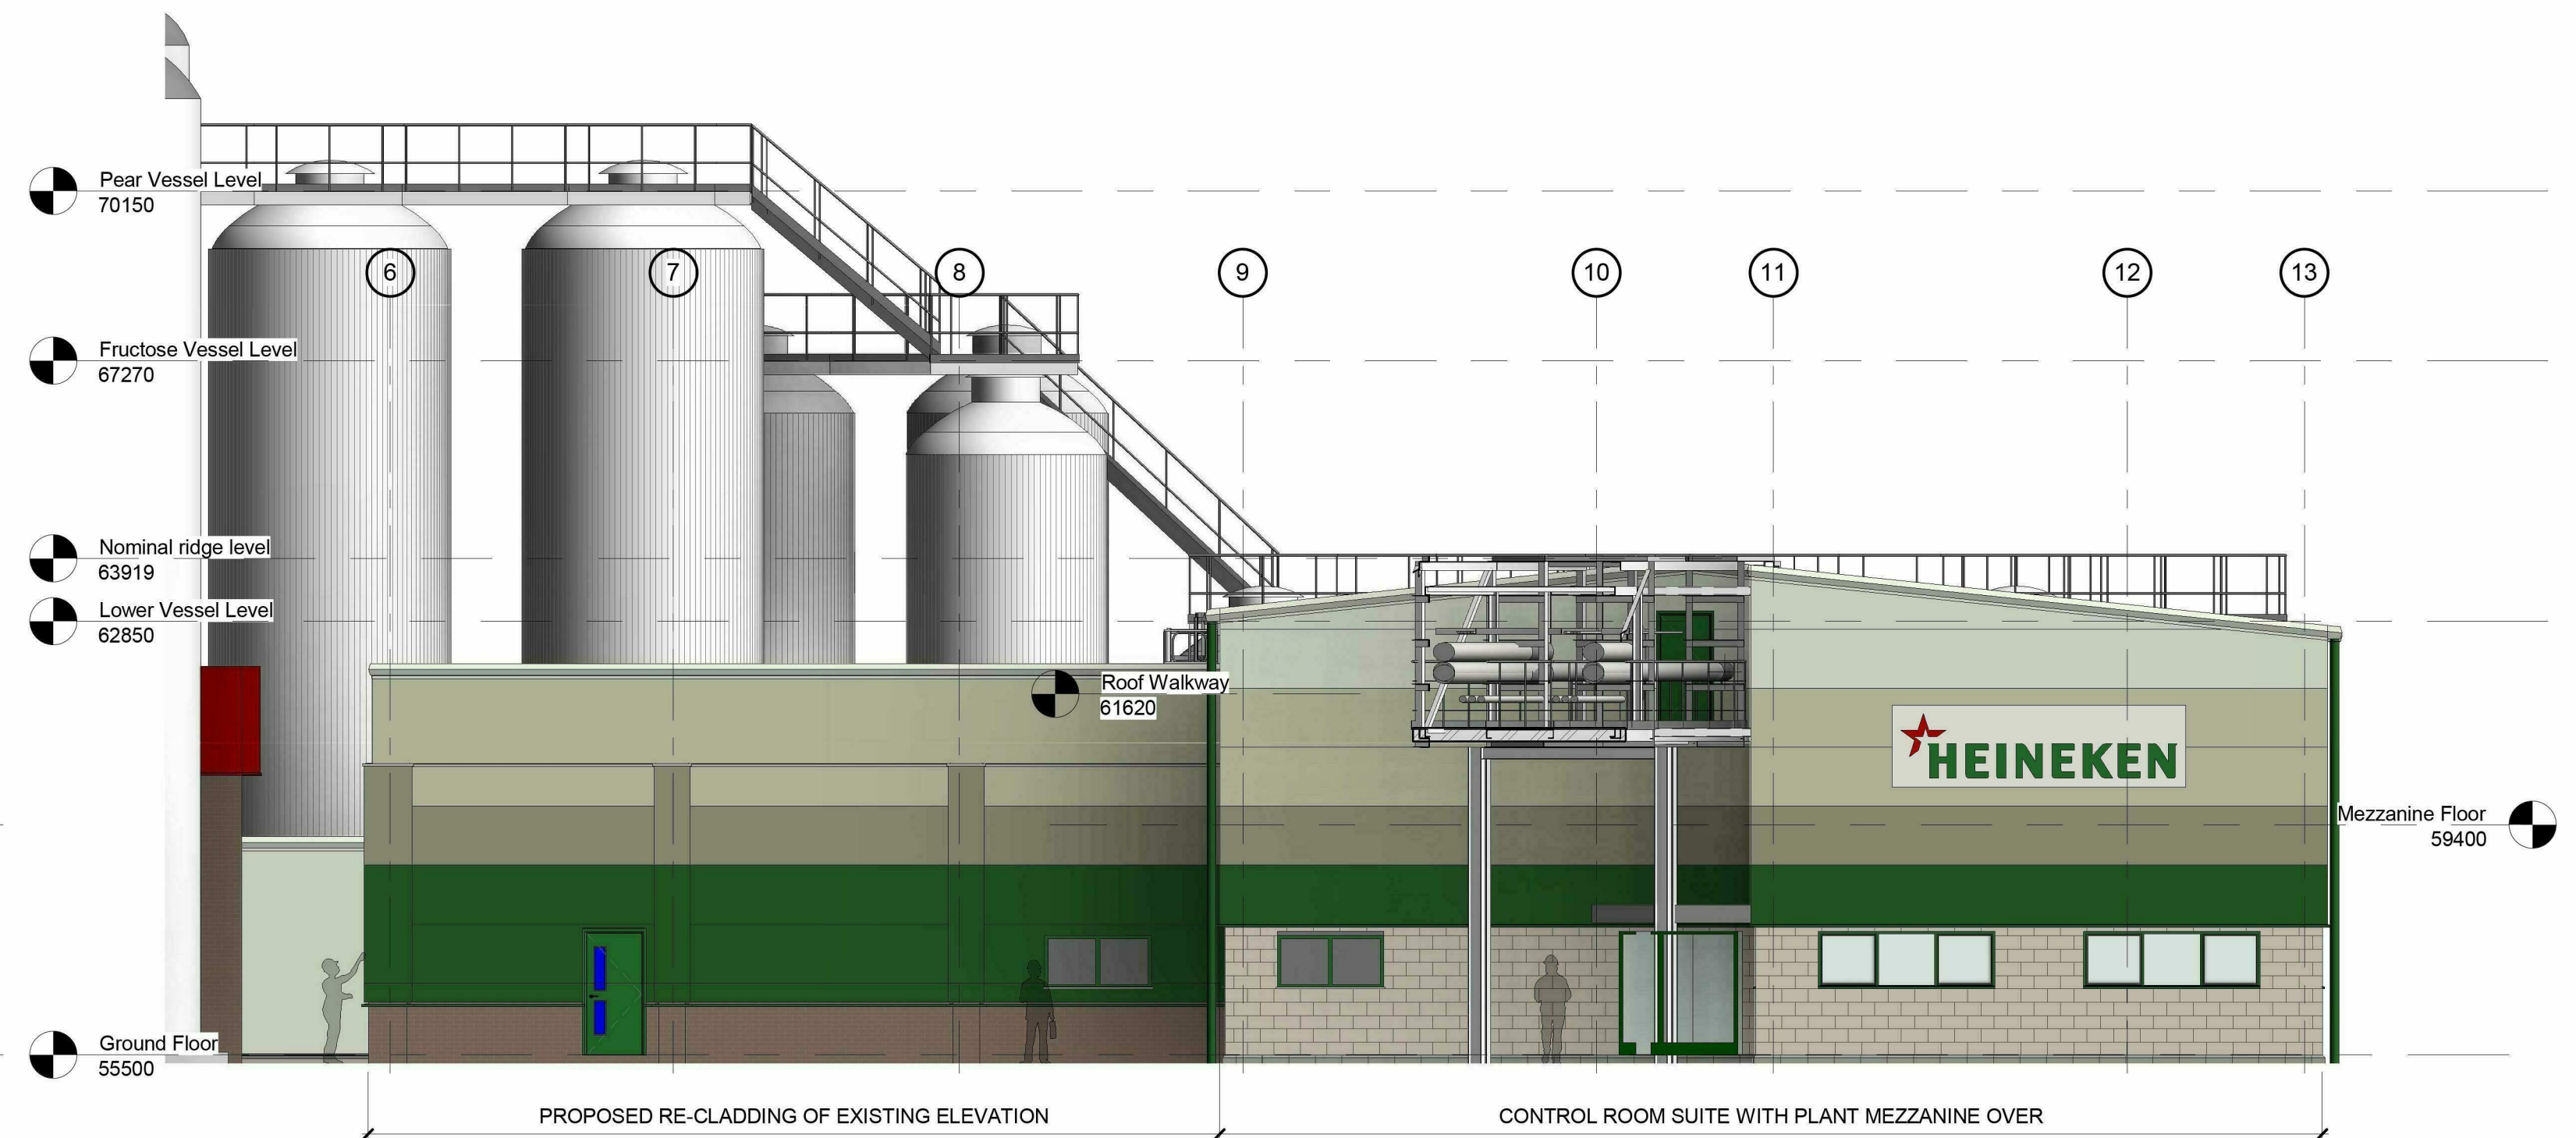 Pear Vessel Level
70150
6
7
8
9
10
11
12
13
Fructose Vessel Level
67270
Nominal ridge level
63919
Lower Vessel Level
62850
Roof Walkway
61620
HEINEKEN
Mezzanine Floor
59400
Ground Floor
55500
PROPOSED RE-CLADDING OF EXISTING ELEVATION
CONTROL ROOM SUITE WITH PLANT MEZZANINE OVER